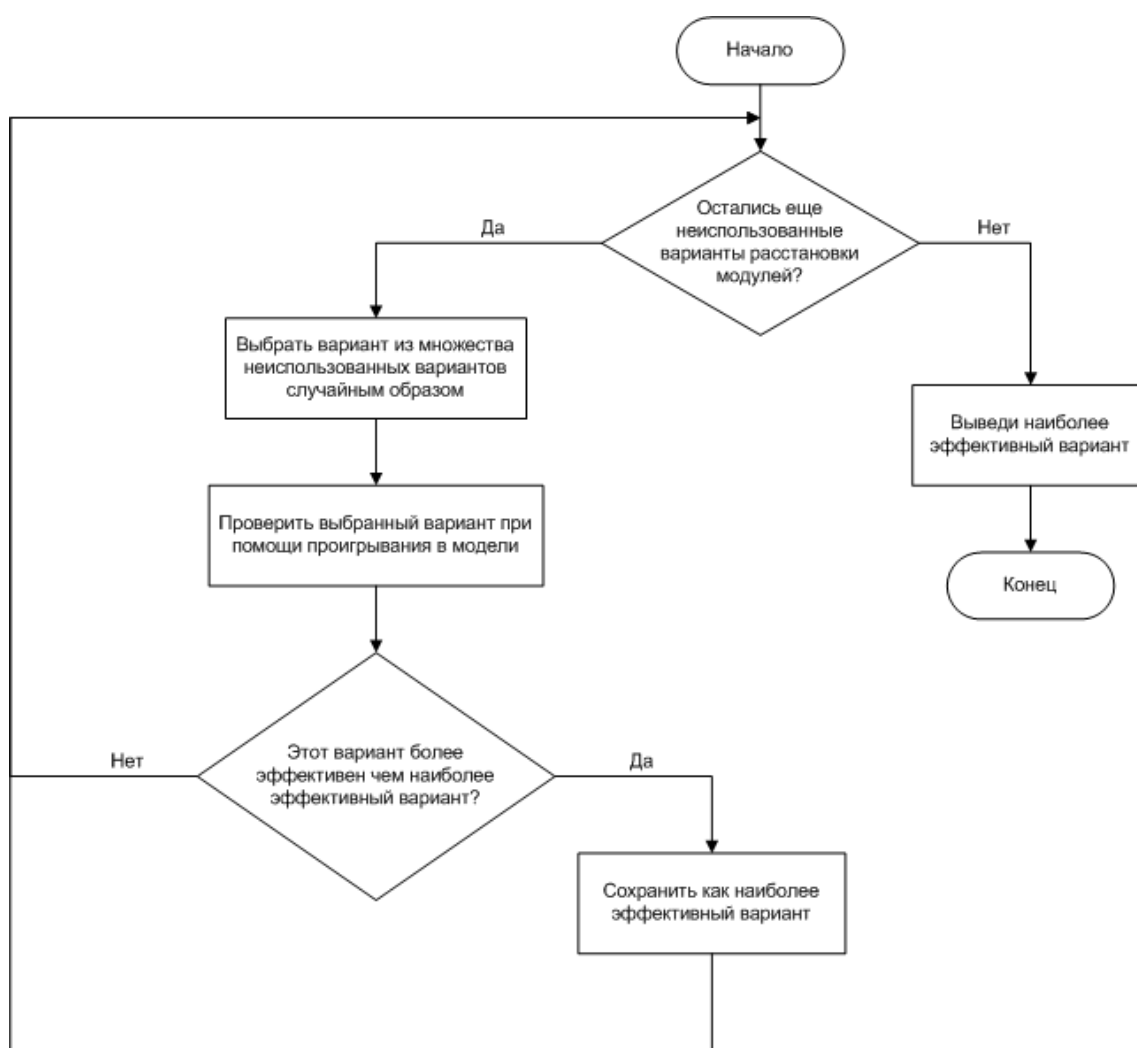 Начало
Остались еще
неиспользованные
варианты расстановки
модулей?
Да
Нет
Выбрать вариант из множества
неиспользованных вариантов
случайным образом
Выведи наиболее
эффективный вариант
Проверить выбранный вариант при
помощи проигрывания в модели
Конец
Этот вариант более
эффективен чем наиболее
эффективный вариант?
Нет
Да
Сохранить как наиболее
эффективный вариант